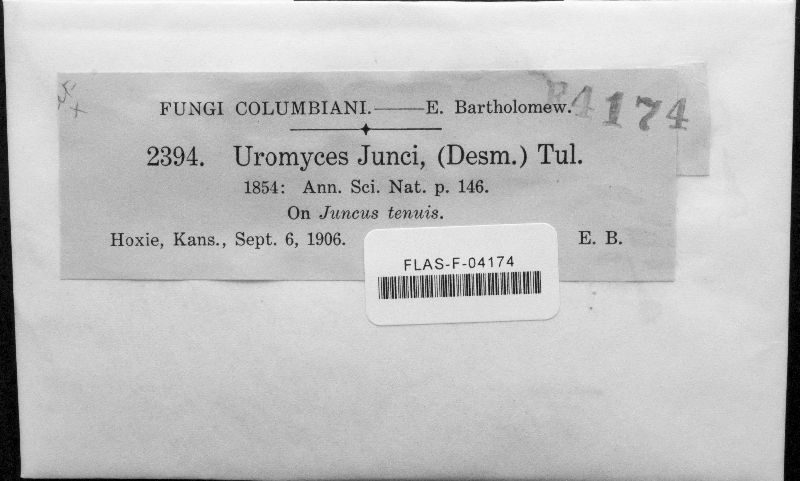 FUNGI COLUMBIANI.——E. Bartholomew.
F4174
2394. Uromyces Junci, (Desm.) Tul.
1854: Ann. Sci. Nat. p. 146.
On Juncus tenuis.
Hoxie, Kans., Sept. 6, 1906. E. B.
FLAS-F-04174